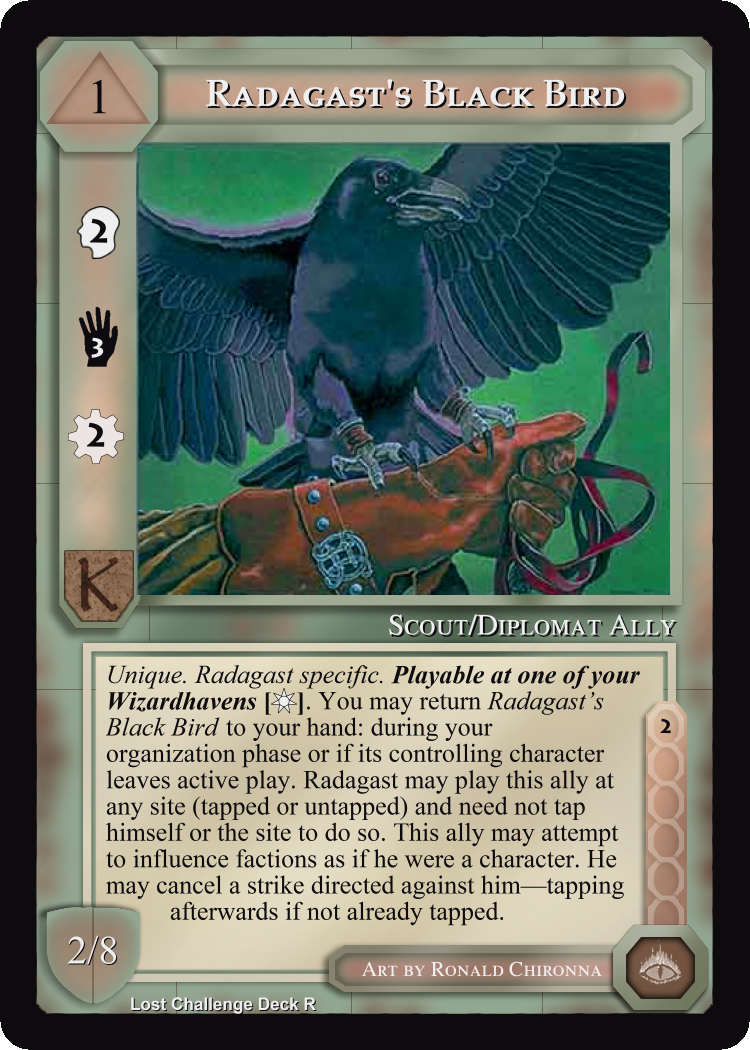 1
RADAGAST'S BLACK BIRD
2
3
2
K
SCOUT/DIPLOMAT ALLY
Unique. Radagast specific. Playable at one of your
Wizardhavens []. You may return Radagast's
Black Bird to your hand: during your
organization phase or if its controlling character
leaves active play. Radagast may play this ally at
any site (tapped or untapped) and need not tap
himself or the site to do so. This ally may attempt
to influence factions as if he were a character. He
may cancel a strike directed against him—tapping
afterwards if not already tapped.
2
2/8
ART BY RONALD CHIRONNA
Lost Challenge Deck R